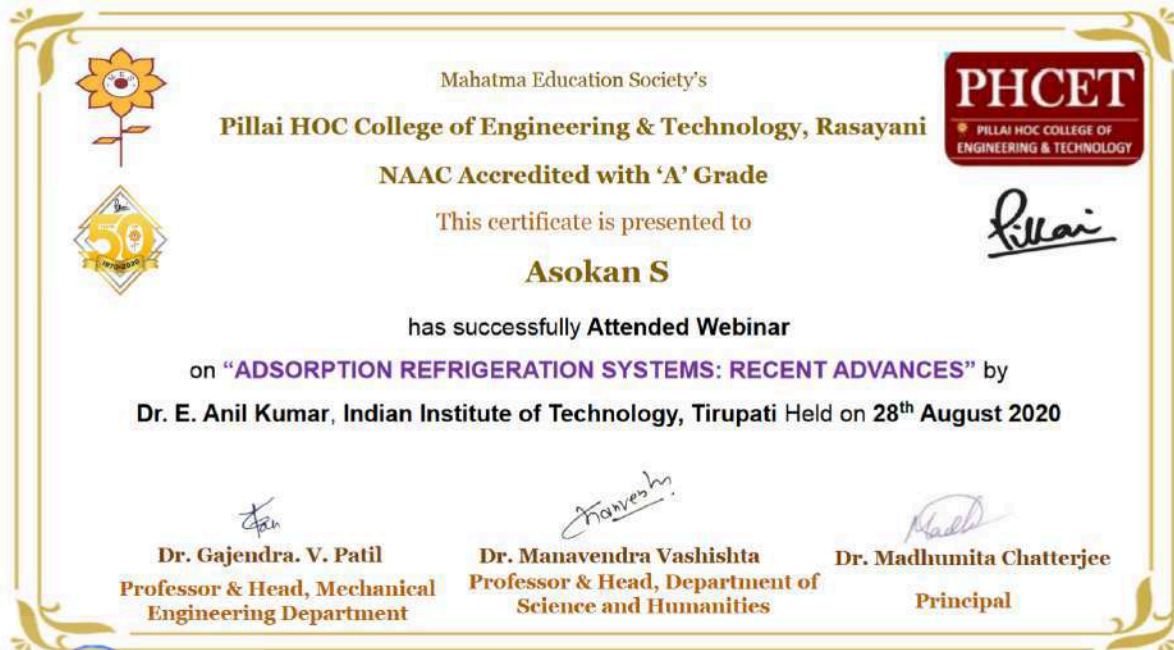 Mahatma Education Society's
Pillai HOC College of Engineering & Technology, Rasayani
NAAC Accredited with ‘A’ Grade
This certificate is presented to
Asokan S
has successfully Attended Webinar
on “ADSORPTION REFRIGERATION SYSTEMS: RECENT ADVANCES” by
Dr. E. Anil Kumar, Indian Institute of Technology, Tirupati Held on 28th August 2020
M E S
50
1970-2020
PHCET
PILLAI HOC COLLEGE OF
ENGINEERING & TECHNOLOGY
Pillai
Dr. Gajendra. V. Patil
Professor & Head, Mechanical
Engineering Department
Dr. Manavendra Vashishta
Professor & Head, Department of
Science and Humanities
Dr. Madhumita Chatterjee
Principal